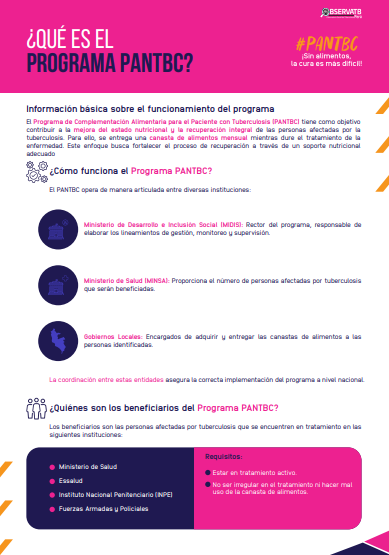 OBSERVATB
Perú
¿QUÉ ES EL
PROGRAMA PANTBC?
#PANTBC
¡Sin alimentos,
la cura es más difícil!
Información básica sobre el funcionamiento del programa
El Programa de Complementación Alimentaria para el Paciente con Tuberculosis (PANTBC) tiene como objetivo
contribuir a la mejora del estado nutricional y la recuperación integral de las personas afectadas por la
tuberculosis. Para ello, se entrega una canasta de alimentos mensual mientras dure el tratamiento de la
enfermedad. Este enfoque busca fortalecer el proceso de recuperación a través de un soporte nutricional
adecuado
¿Cómo funciona el Programa PANTBC?
El PANTBC opera de manera articulada entre diversas instituciones:
Ministerio de Desarrollo e Inclusión Social (MIDIS): Rector del programa, responsable de
elaborar los lineamientos de gestión, monitoreo y supervisión.
Ministerio de Salud (MINSA): Proporciona el número de personas afectadas por tuberculosis
que serán beneficiadas.
Gobiernos Locales: Encargados de adquirir y entregar las canastas de alimentos a las
personas identificadas.
La coordinación entre estas entidades asegura la correcta implementación del programa a nivel nacional.
¿Quiénes son los beneficiarios del Programa PANTBC?
Los beneficiarios son las personas afectadas por tuberculosis que se encuentren en tratamiento en las
siguientes instituciones:
Ministerio de Salud
Essalud
Instituto Nacional Penitenciario (INPE)
Fuerzas Armadas y Policiales
Requisitos:
Estar en tratamiento activo.
No ser irregular en el tratamiento ni hacer mal
uso de la canasta de alimentos.